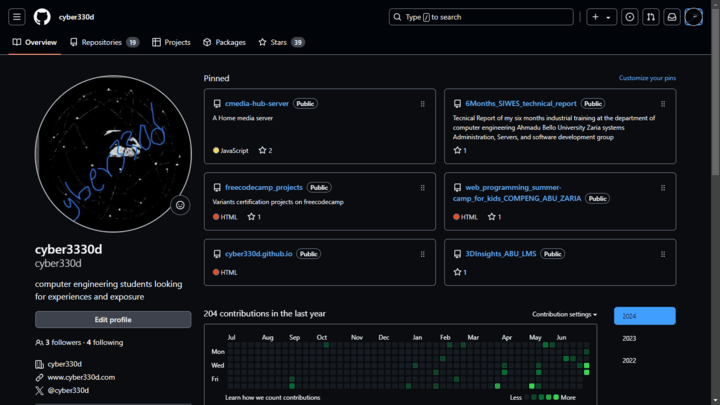 cyber330d
Type / to search
Overview
Repositories 19
Projects
Packages
Stars 39
cyber330d
cyber3330d
cyber330d
computer engineering students looking
for experiences and exposure
Edit profile
3 followers · 4 following
cyber330d
www.cyber330d.com
@cyber330d
Pinned
Customize your pins
cmedia-hub-server Public
A Home media server
JavaScript 2
6Months_SIWES_technical_report Public
Tecnical Report of my six months industrial training at the department of
computer engineering Ahmadu Bello University Zaria systems
Administration, Servers, and software development group
1
freecodecamp_projects Public
Variants certification projects on freecodecamp
HTML 1
web_programming_summer-
camp_for_kids_COMPENG_ABU_ZARIA Public
HTML 1
cyber330d.github.io Public
HTML
3DInsights_ABU_LMS Public
1
204 contributions in the last year
Contribution settings
2024
2023
2022
Jul Aug Sep Oct Nov Dec Jan Feb Mar Apr May Jun
Mon
Wed
Fri
Learn how we count contributions
Less More